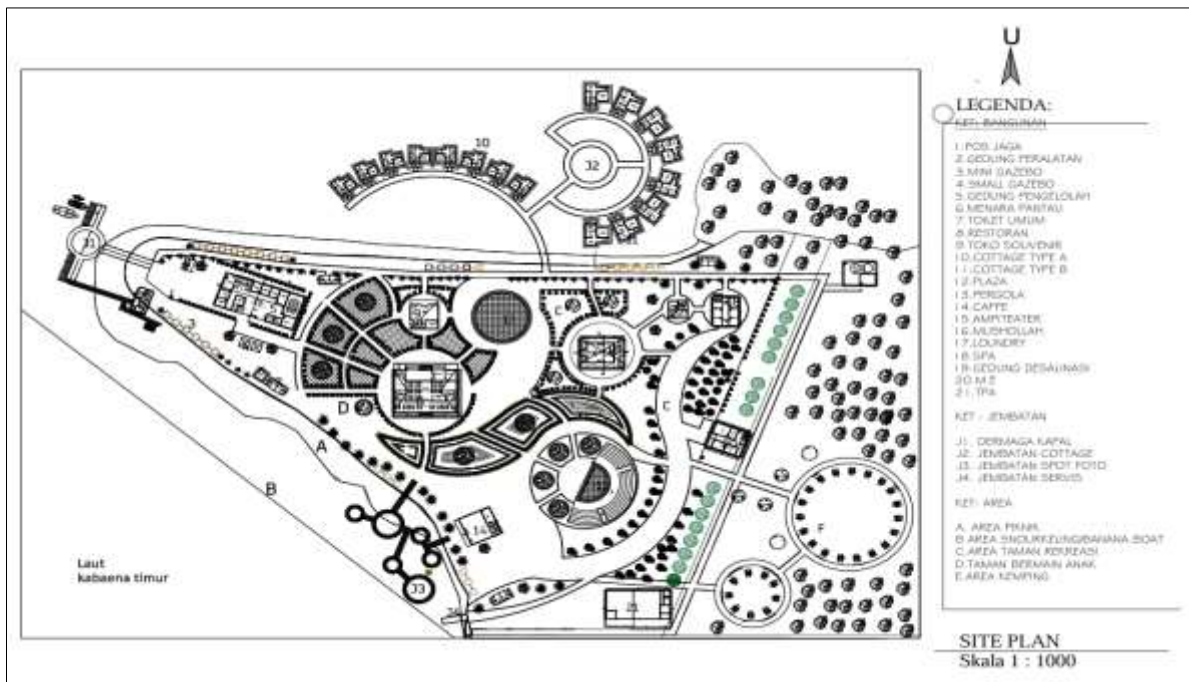 U
LEGENDA:
KET: BANGUNAN
1. POS JAGA
2. GEDUNG PERALATAN
3. MINI GAZEBO
4. SMALL GAZEBO
5. GEDUNG PENGELOLAH
6. MENARA PANTAU
7. TOILET UMUM
8. RESTORAN
9. TOKO SOUVENIR
10. COTTAGE TYPE A
11. COTTAGE TYPE B
12. PLAZA
13. PERGOLA
14. CAFFE
15. AMPITEATER
16. MUSHOLLAH
17. LOUNDRY
18. SPA
19. GEDUNG DESALINASI
20. M E
21. TPA
KET : JEMBATAN
J1. DERMAGA KAPAL
J2. JEMBATAN COTTAGE
J3. JEMBATAN SPOT FOTO
J4. JEMBATAN SERVIS
KET: AREA
A. AREA PIKNIK
B. AREA SNOURKELING/BANANA BOAT
C. AREA TAMAN REKREASI
D. TAMAN BERMAIN ANAK
E. AREA KEMPING
SITE PLAN
Skala 1 : 1000
10
J2
J1
C
D
C
A
B
Laut
kabaena timur
J3